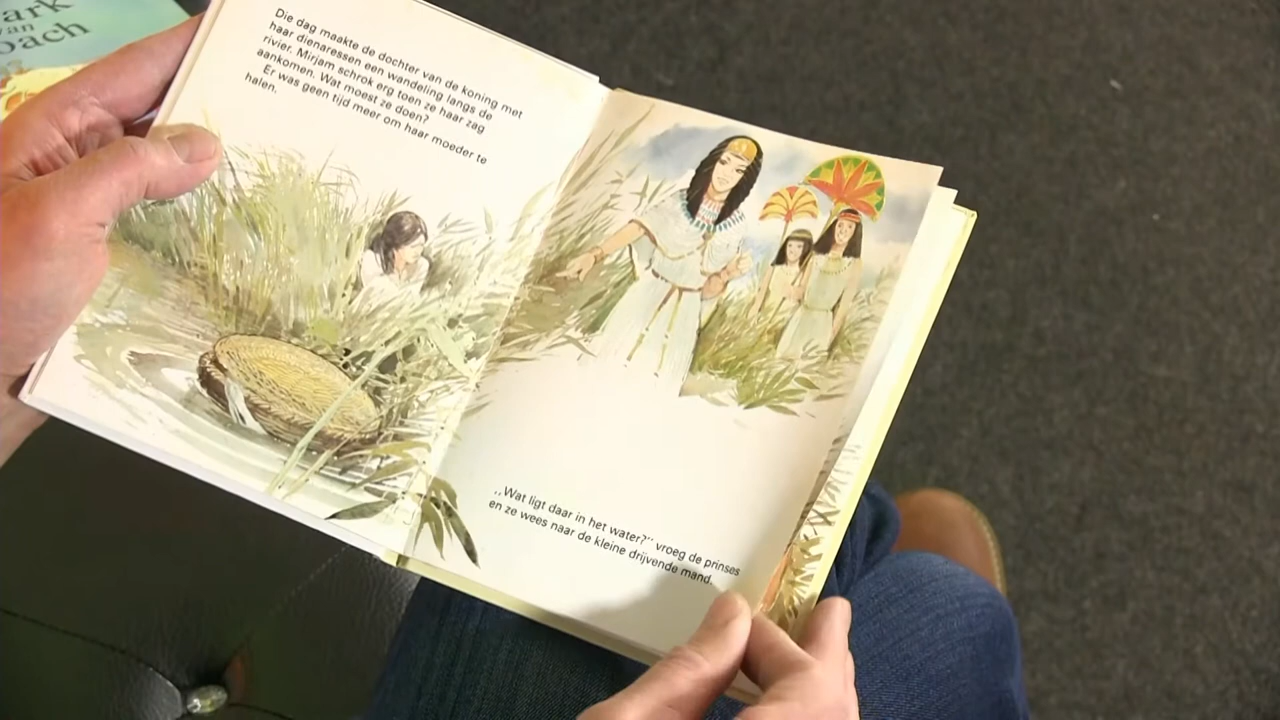 ark
van
oach
Die dag maakte de dochter van de koning met
haar dienaressen een wandeling langs de
rivier. Mirjam schrok erg toen ze haar zag
aankomen. Wat moest ze doen?
Er was geen tijd meer om haar moeder te
halen.
,,Wat ligt daar in het water?'' vroeg de prinses
en ze wees naar de kleine drijvende mand.